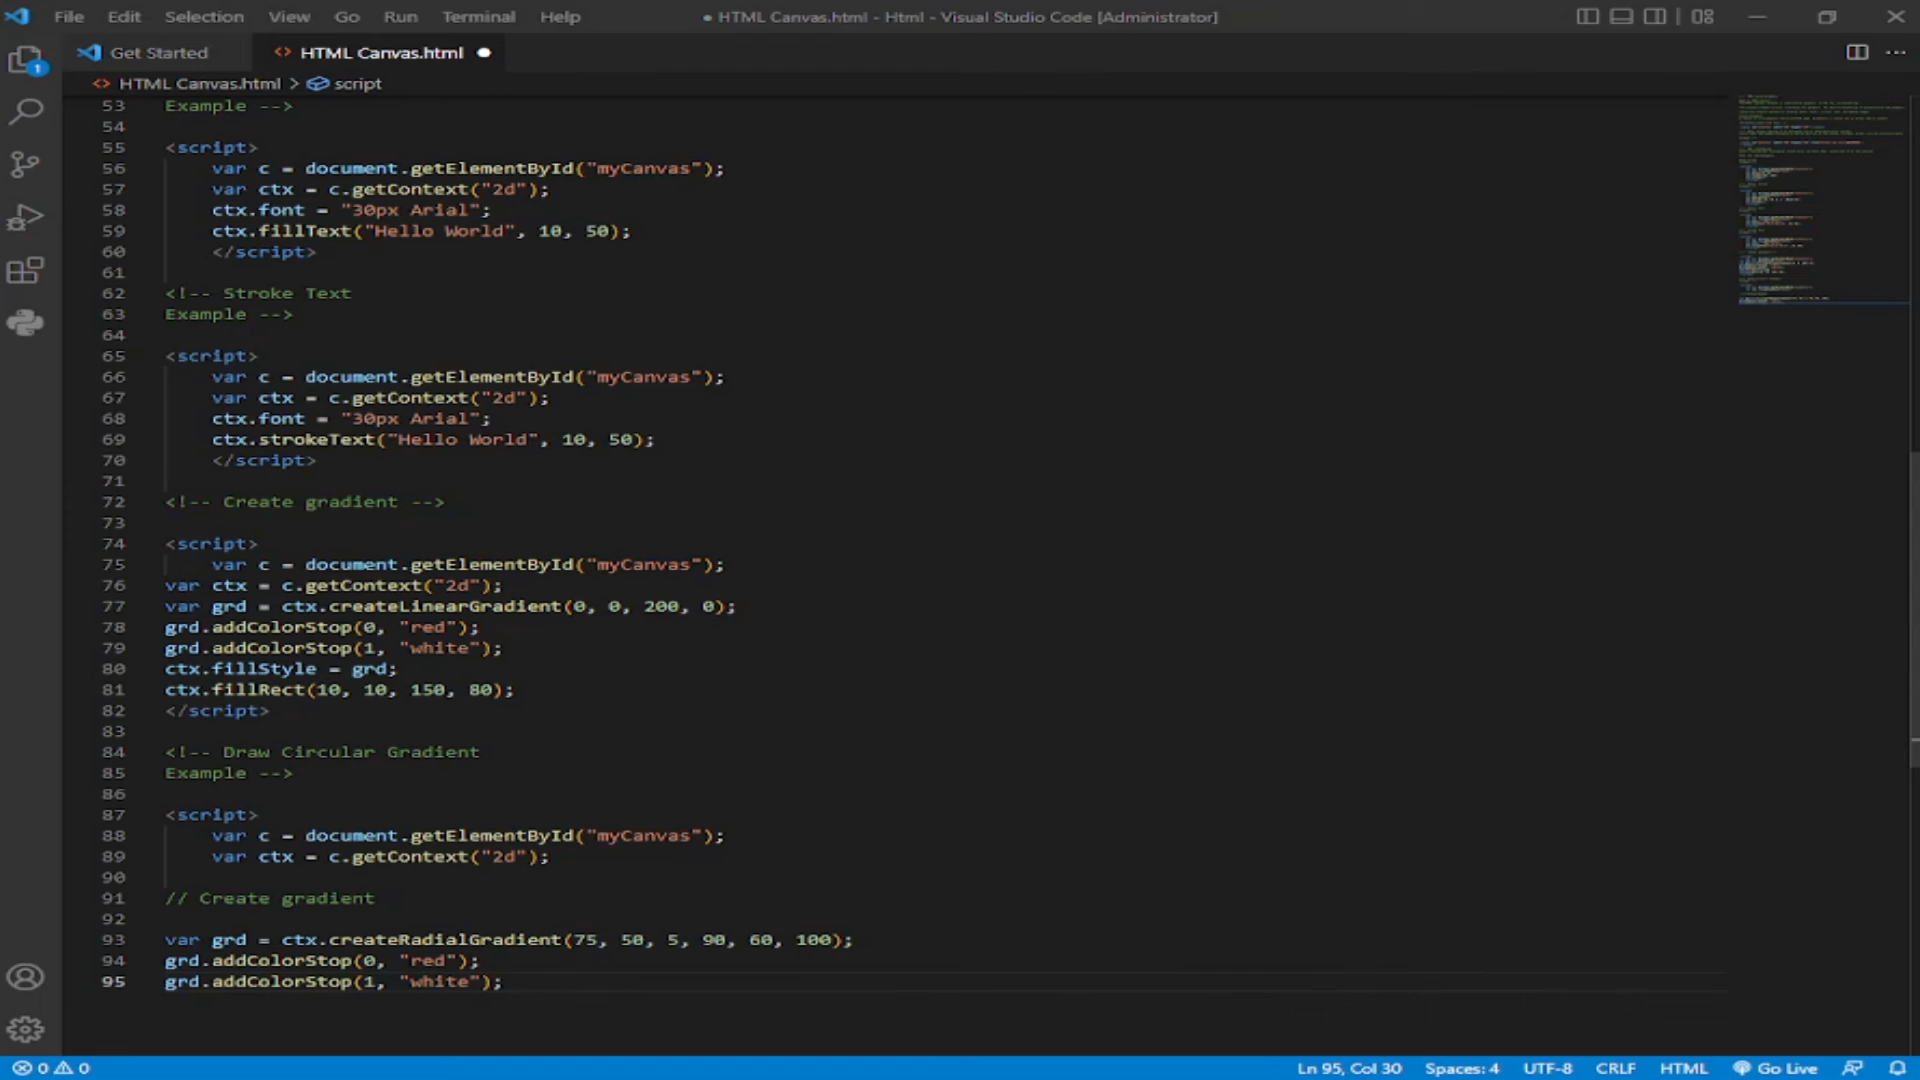 File Edit Selection View Go Run Terminal Help ● HTML Canvas.html - Html - Visual Studio Code [Administrator]
Get Started <> HTML Canvas.html ●
<> HTML Canvas.html > script
53 Example -->
54
55 <script>
56 var c = document.getElementById("myCanvas");
57 var ctx = c.getContext("2d");
58 ctx.font = "30px Arial";
59 ctx.fillText("Hello World", 10, 50);
60 </script>
61
62 <!-- Stroke Text
63 Example -->
64
65 <script>
66 var c = document.getElementById("myCanvas");
67 var ctx = c.getContext("2d");
68 ctx.font = "30px Arial";
69 ctx.strokeText("Hello World", 10, 50);
70 </script>
71
72 <!-- Create gradient -->
73
74 <script>
75 var c = document.getElementById("myCanvas");
76 var ctx = c.getContext("2d");
77 var grd = ctx.createLinearGradient(0, 0, 200, 0);
78 grd.addColorStop(0, "red");
79 grd.addColorStop(1, "white");
80 ctx.fillStyle = grd;
81 ctx.fillRect(10, 10, 150, 80);
82 </script>
83
84 <!-- Draw Circular Gradient
85 Example -->
86
87 <script>
88 var c = document.getElementById("myCanvas");
89 var ctx = c.getContext("2d");
90
91 // Create gradient
92
93 var grd = ctx.createRadialGradient(75, 50, 5, 90, 60, 100);
94 grd.addColorStop(0, "red");
95 grd.addColorStop(1, "white");
1
0 0 Ln 95, Col 30 Spaces: 4 UTF-8 CRLF HTML Go Live